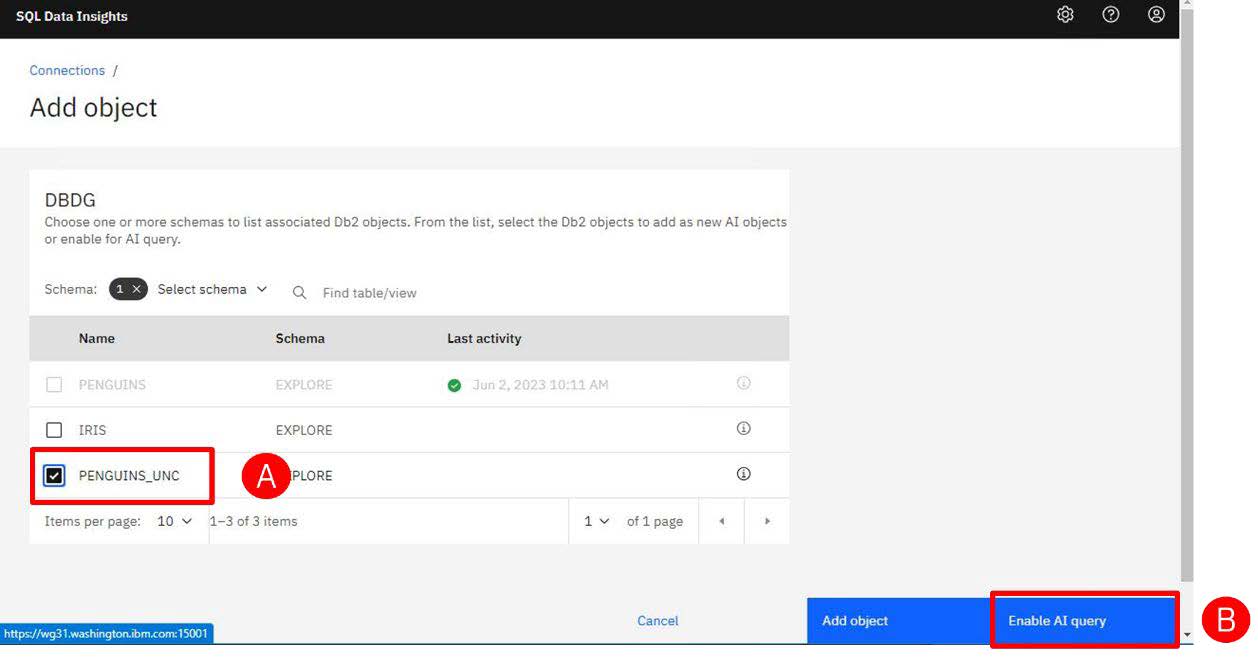 SQL Data Insights
Connections /
Add object
DBDG
Choose one or more schemas to list associated Db2 objects. From the list, select the Db2 objects to add as new AI objects
or enable for AI query.
Schema: 1 × Select schema Find table/view
Name Schema Last activity
PENGUINS EXPLORE Jun 2, 2023 10:11 AM
IRIS EXPLORE
PENGUINS_UNC A PLORE
Items per page: 10 1–3 of 3 items 1 of 1 page
Cancel Add object Enable AI query B
https://wg31.washington.ibm.com:15001